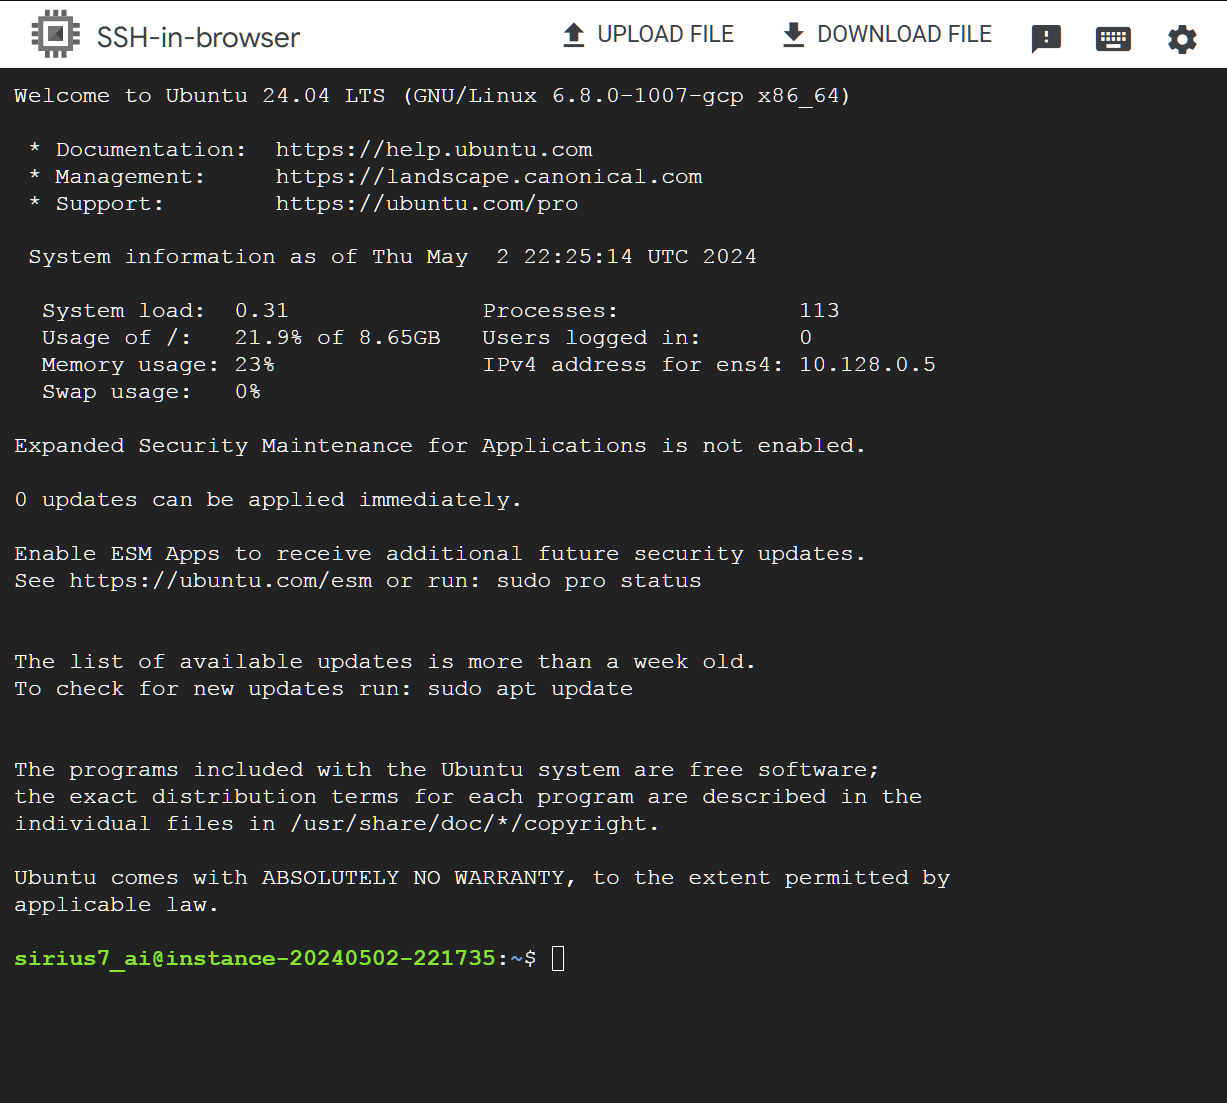 SSH-in-browser
UPLOAD FILE
DOWNLOAD FILE
Welcome to Ubuntu 24.04 LTS (GNU/Linux 6.8.0-1007-gcp x86_64)
* Documentation:  https://help.ubuntu.com
* Management:     https://landscape.canonical.com
* Support:        https://ubuntu.com/pro
System information as of Thu May  2 22:25:14 UTC 2024
System load:  0.31              Processes:             113
Usage of /:   21.9% of 8.65GB   Users logged in:       0
Memory usage: 23%               IPv4 address for ens4: 10.128.0.5
Swap usage:   0%
Expanded Security Maintenance for Applications is not enabled.
0 updates can be applied immediately.
Enable ESM Apps to receive additional future security updates.
See https://ubuntu.com/esm or run: sudo pro status
The list of available updates is more than a week old.
To check for new updates run: sudo apt update
The programs included with the Ubuntu system are free software;
the exact distribution terms for each program are described in the
individual files in /usr/share/doc/*/copyright.
Ubuntu comes with ABSOLUTELY NO WARRANTY, to the extent permitted by
applicable law.
sirius7_ai@instance-20240502-221735:~$